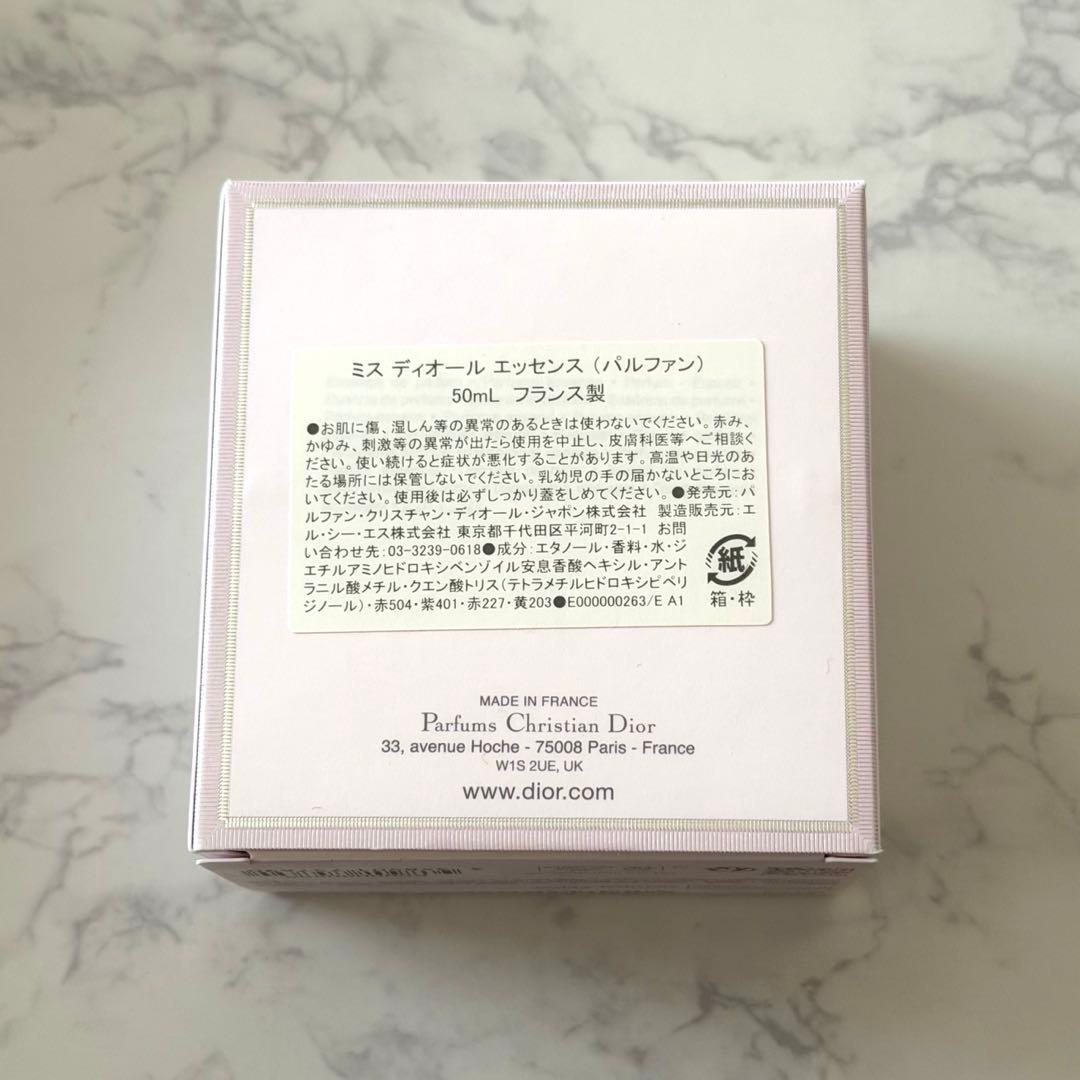 ミス ディオール エッセンス (パルファン)
50mL フランス製
●お肌に傷、湿しん等の異常のあるときは使わないでください。赤み、
かゆみ、刺激等の異常が出たら使用を中止し、皮膚科医等へご相談く
ださい。使い続けると症状が悪化することがあります。高温や日光のあ
たる場所には保管しないでください。乳幼児の手の届かないところにお
いてください。使用後は必ずしっかり蓋をしめてください。●発売元:パ
ルファン・クリスチャン・ディオール・ジャポン株式会社 製造販売元:エ
ル・シー・エス株式会社 東京都千代田区平河町2-1-1 お問
い合わせ先:03-3239-0618●成分:エタノール・香料・水・ジ
エチルアミノヒドロキシベンゾイル安息香酸ヘキシル・アント
ラニル酸メチル・クエン酸トリス(テトラメチルヒドロキシピペリ
ジノール)・赤504・紫401・赤227・黄203●E000000263/E A1
紙
箱・枠
MADE IN FRANCE
Parfums Christian Dior
33, avenue Hoche - 75008 Paris - France
W1S 2UE, UK
www.dior.com